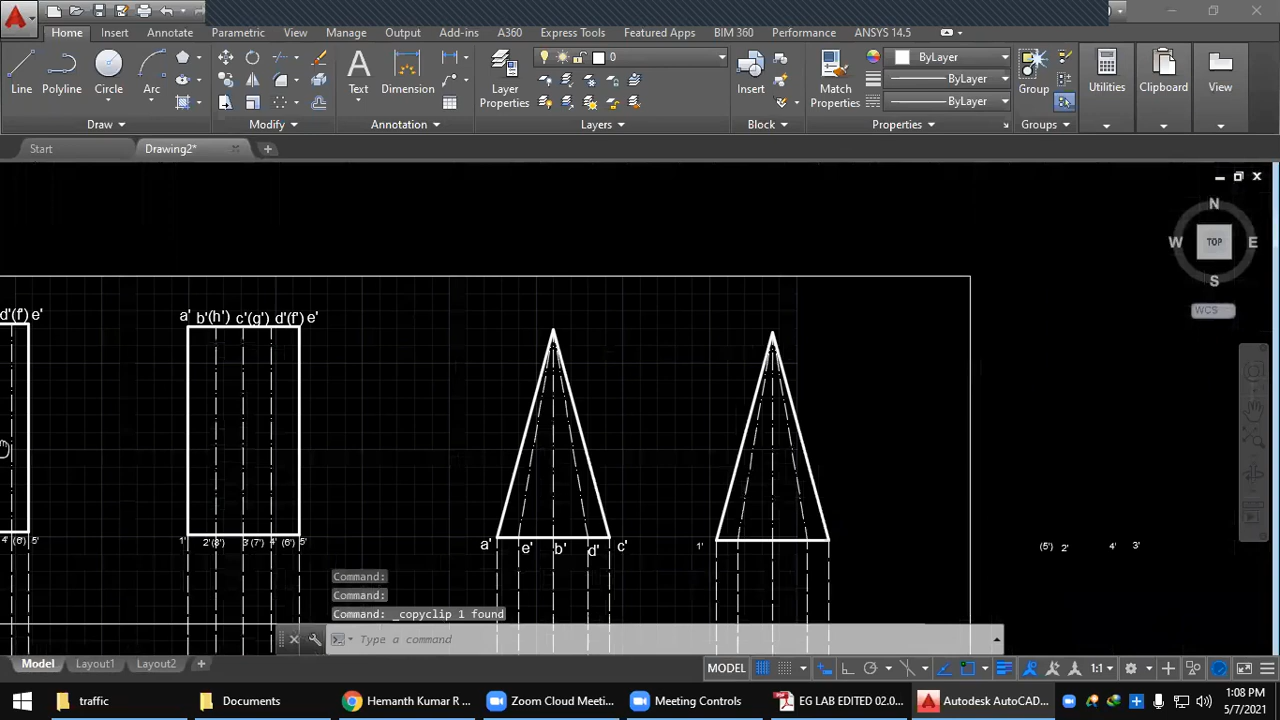 Home Insert Annotate Parametric View Manage Output Add-ins A360 Express Tools Featured Apps BIM 360 Performance ANSYS 14.5
Line Polyline Circle Arc Text Dimension Layer Properties 0 Insert Match Properties ByLayer Group Utilities Clipboard View
ByLayer
ByLayer
Draw Modify Annotation Layers Block Properties Groups
Start Drawing2* +
N
W TOP E
S
WCS
d'(f') e' a' b'(h') c'(g') d'(f') e'
4' (6') 5' 1' 2'(8') 3'(7') 4' (6') 5' a' e' b' d' c' 1' (5') 2' 4' 3'
Command:
Command:
Command: _copyclip 1 found
Type a command
Model Layout1 Layout2 + MODEL 1:1
traffic Documents Hemanth Kumar R ... Zoom Cloud Meeti... Meeting Controls EG LAB EDITED 02.0... Autodesk AutoCAD... 1:08 PM
5/7/2021